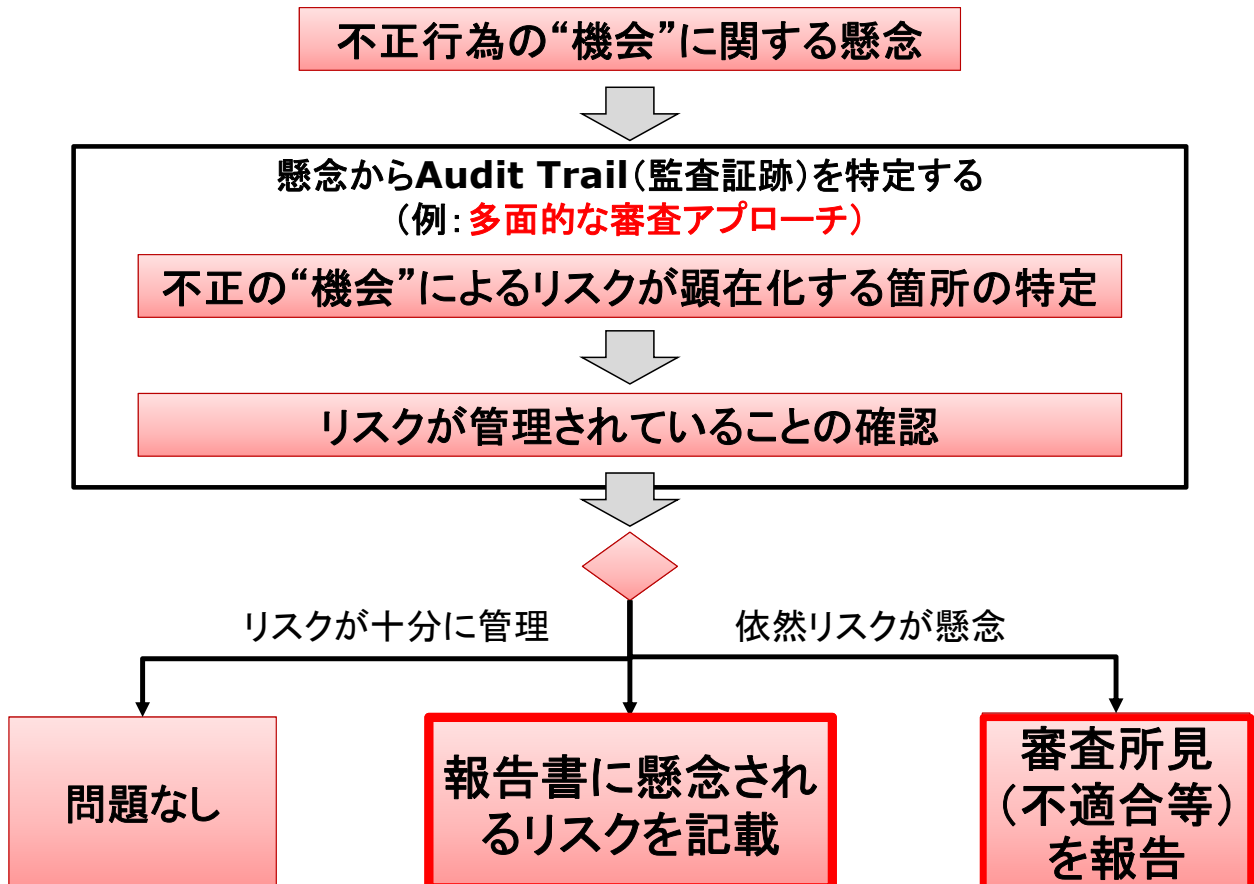 不正行為の“機会”に関する懸念
懸念からAudit Trail(監査証跡)を特定する
(例:多面的な審査アプローチ)
不正の“機会”によるリスクが顕在化する箇所の特定
リスクが管理されていることの確認
リスクが十分に管理
依然リスクが懸念
問題なし
報告書に懸念され
るリスクを記載
審査所見
(不適合等)
を報告